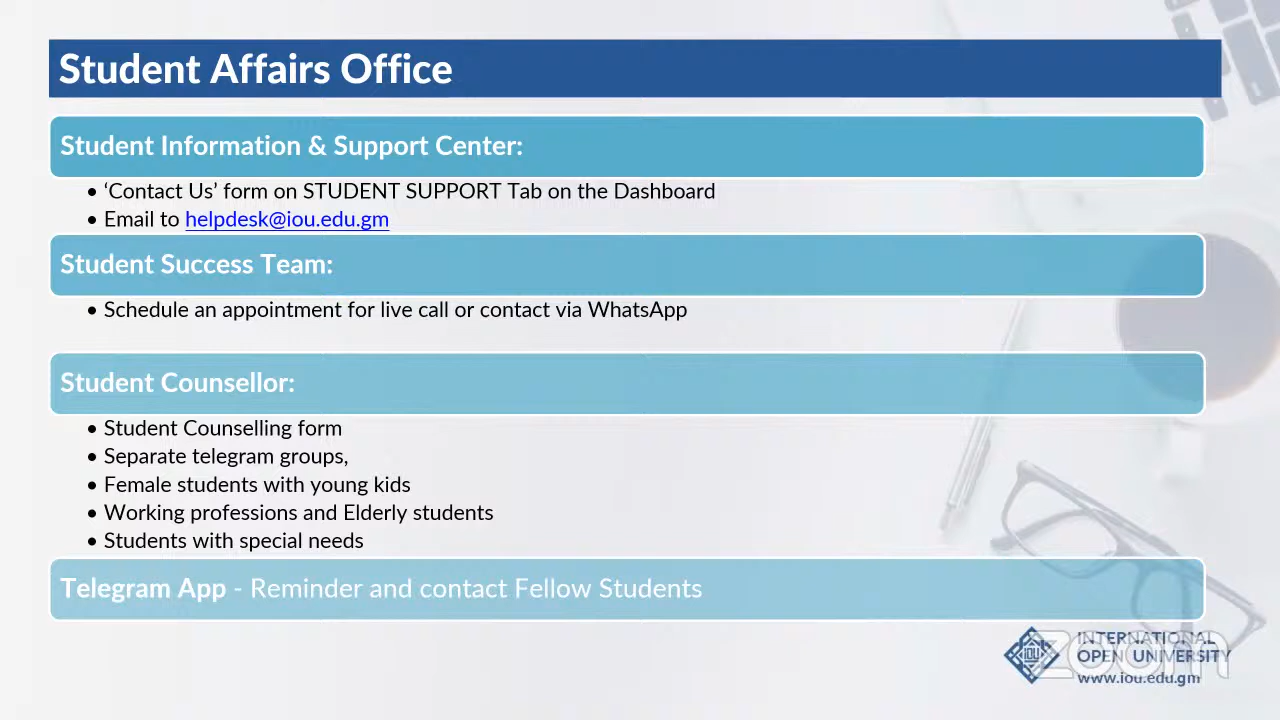 Student Affairs Office
Student Information & Support Center:
• ‘Contact Us’ form on STUDENT SUPPORT Tab on the Dashboard
• Email to helpdesk@iou.edu.gm
Student Success Team:
• Schedule an appointment for live call or contact via WhatsApp
Student Counsellor:
• Student Counselling form
• Separate telegram groups,
• Female students with young kids
• Working professions and Elderly students
• Students with special needs
Telegram App - Reminder and contact Fellow Students
IOU
INTERNATIONAL
OPEN UNIVERSITY
www.iou.edu.gm
zoom